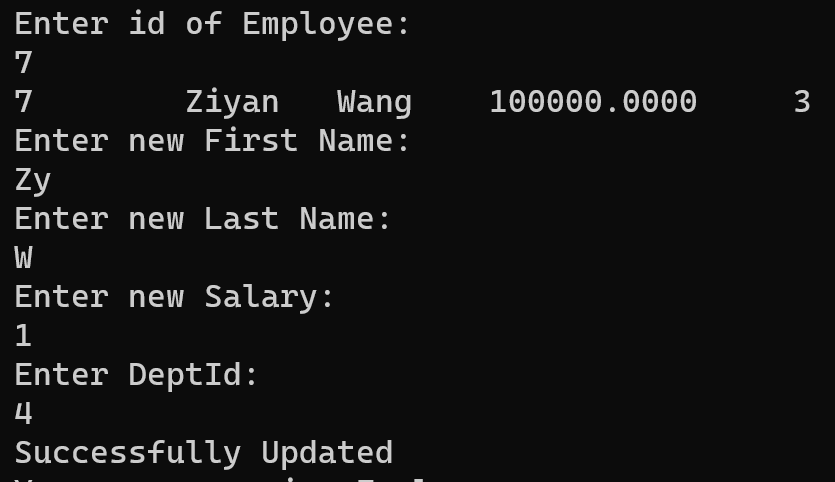 Enter id of Employee:
7
7 Ziyan Wang 100000.0000 3
Enter new First Name:
Zy
Enter new Last Name:
W
Enter new Salary:
1
Enter DeptId:
4
Successfully Updated